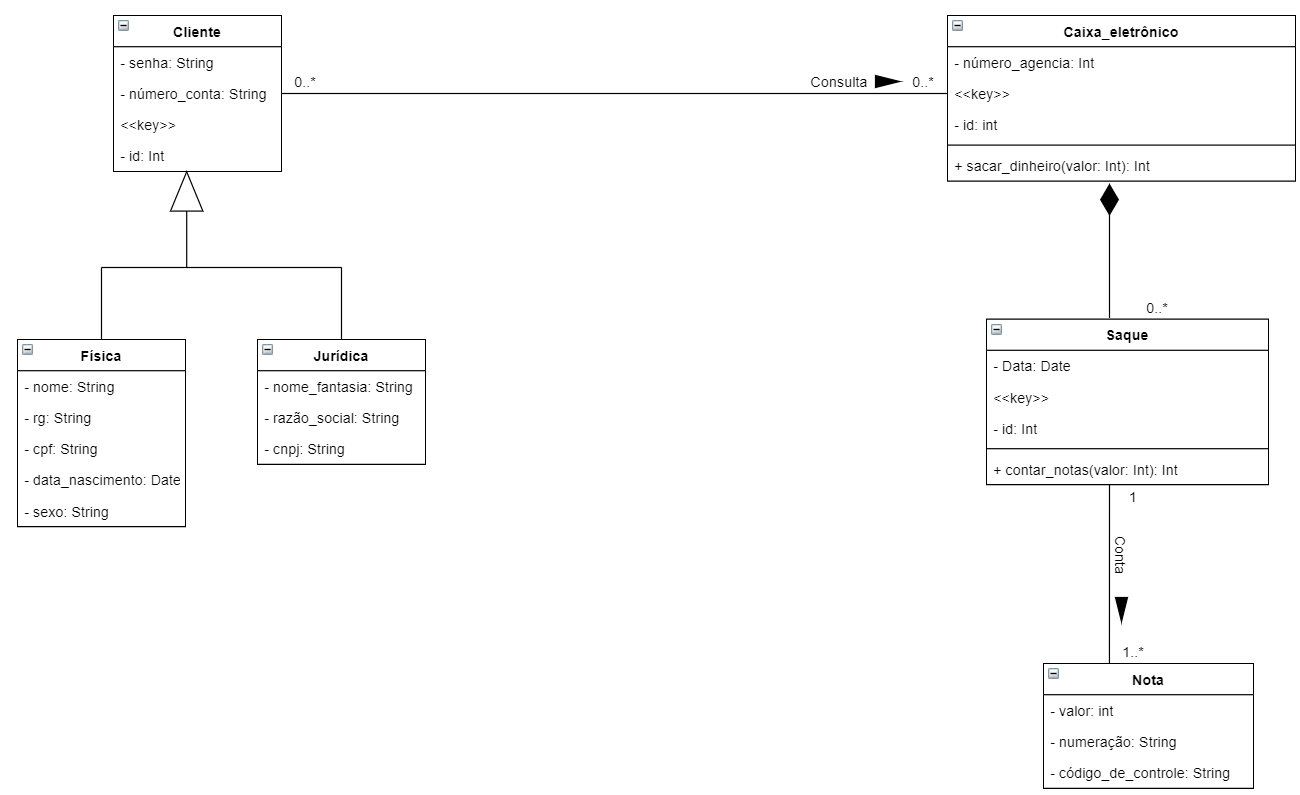 Cliente
- senha: String
- número_conta: String
<<key>>
- id: Int
0..*
Consulta
0..*
Caixa_eletrônico
- número_agencia: Int
<<key>>
- id: int
+ sacar_dinheiro(valor: Int): Int
Física
- nome: String
- rg: String
- cpf: String
- data_nascimento: Date
- sexo: String
Jurídica
- nome_fantasia: String
- razão_social: String
- cnpj: String
0..*
Saque
- Data: Date
<<key>>
- id: Int
+ contar_notas(valor: Int): Int
1
Conta
1..*
Nota
- valor: int
- numeração: String
- código_de_controle: String